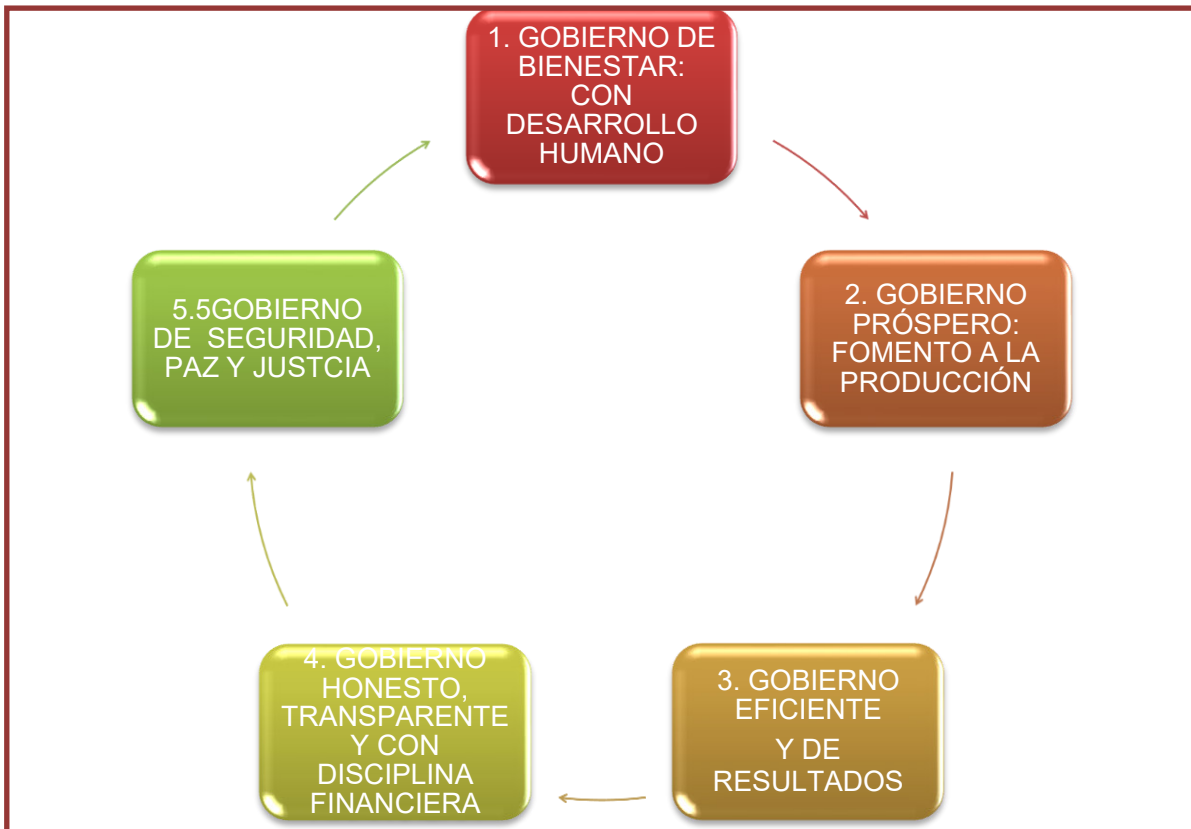 1. GOBIERNO DE
BIENESTAR:
CON
DESARROLLO
HUMANO
2. GOBIERNO
PRÓSPERO:
FOMENTO A LA
PRODUCCIÓN
3. GOBIERNO
EFICIENTE
Y DE
RESULTADOS
4. GOBIERNO
HONESTO,
TRANSPARENTE
Y CON
DISCIPLINA
FINANCIERA
5.5GOBIERNO
DE SEGURIDAD,
PAZ Y JUSTCIA